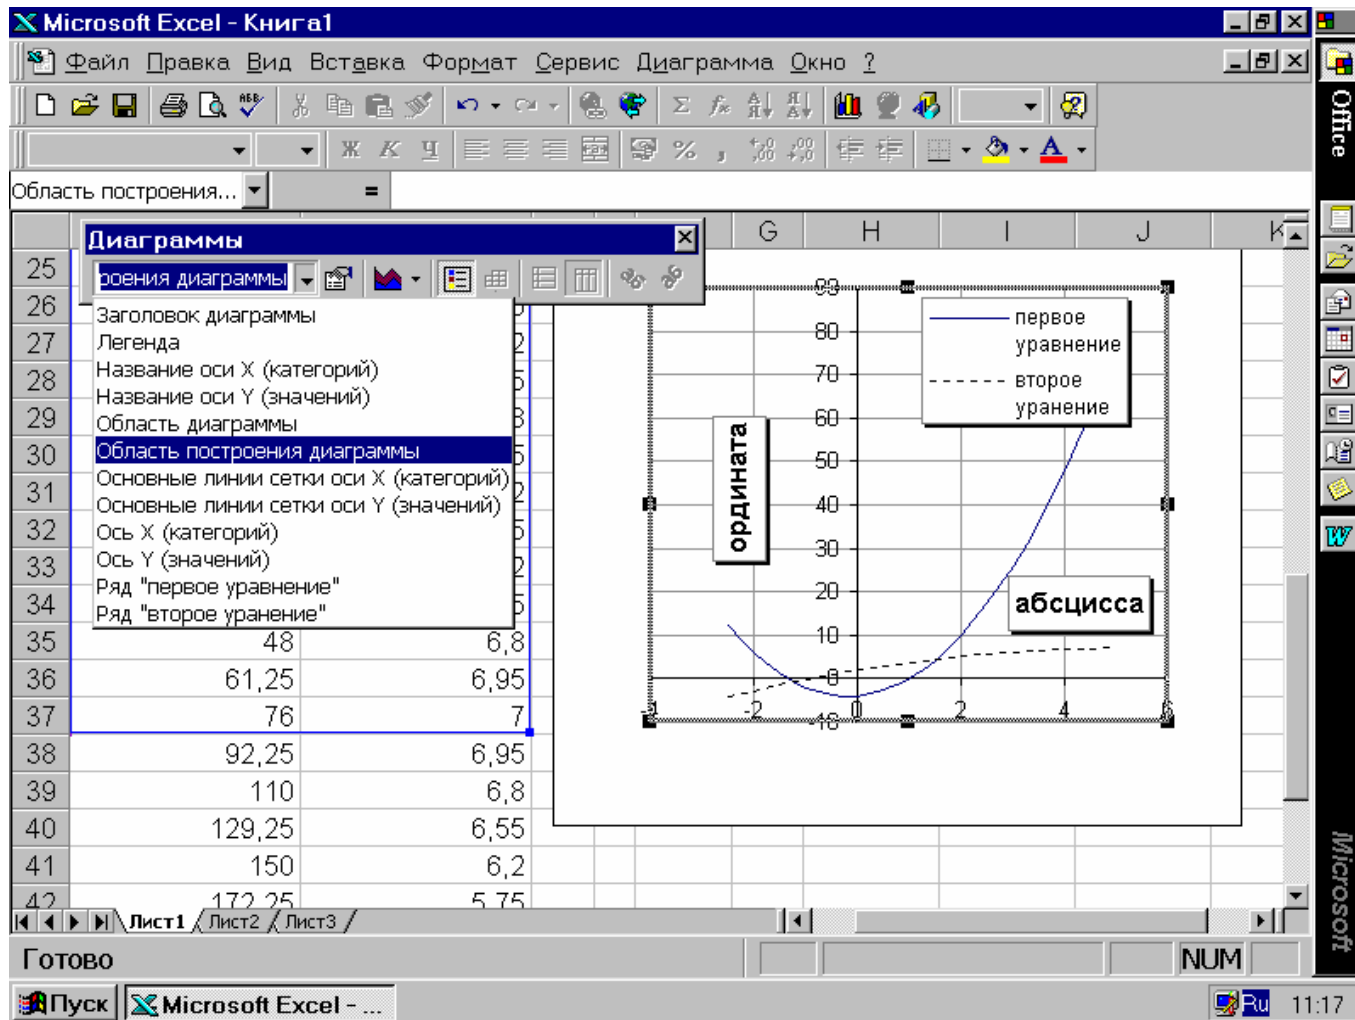 Microsoft Excel - Книга1
Файл Правка Вид Вставка Формат Сервис Диаграмма Окно ?
Office
Ж К Ч % ,
Область построения... =
Диаграммы
G H I J K
роения диаграммы
Заголовок диаграммы
Легенда
Название оси X (категорий)
Название оси Y (значений)
Область диаграммы
Область построения диаграммы
Основные линии сетки оси X (категорий)
Основные линии сетки оси Y (значений)
Ось X (категорий)
Ось Y (значений)
Ряд "первое уравнение"
Ряд "второе уранение"
25
26
27
28
29
30
31
32
33
34
35 48 6,8
36 61,25 6,95
37 76 7
38 92,25 6,95
39 110 6,8
40 129,25 6,55
41 150 6,2
42 172,25 5,75
90
80
70
60
50
40
30
20
10
0
-10
-2 0 2 4 6
первое
уравнение
второе
уранение
ордината
абсцисса
Лист1 Лист2 Лист3
Готово
NUM
Microsoft
Пуск Microsoft Excel - ...
Ru 11:17